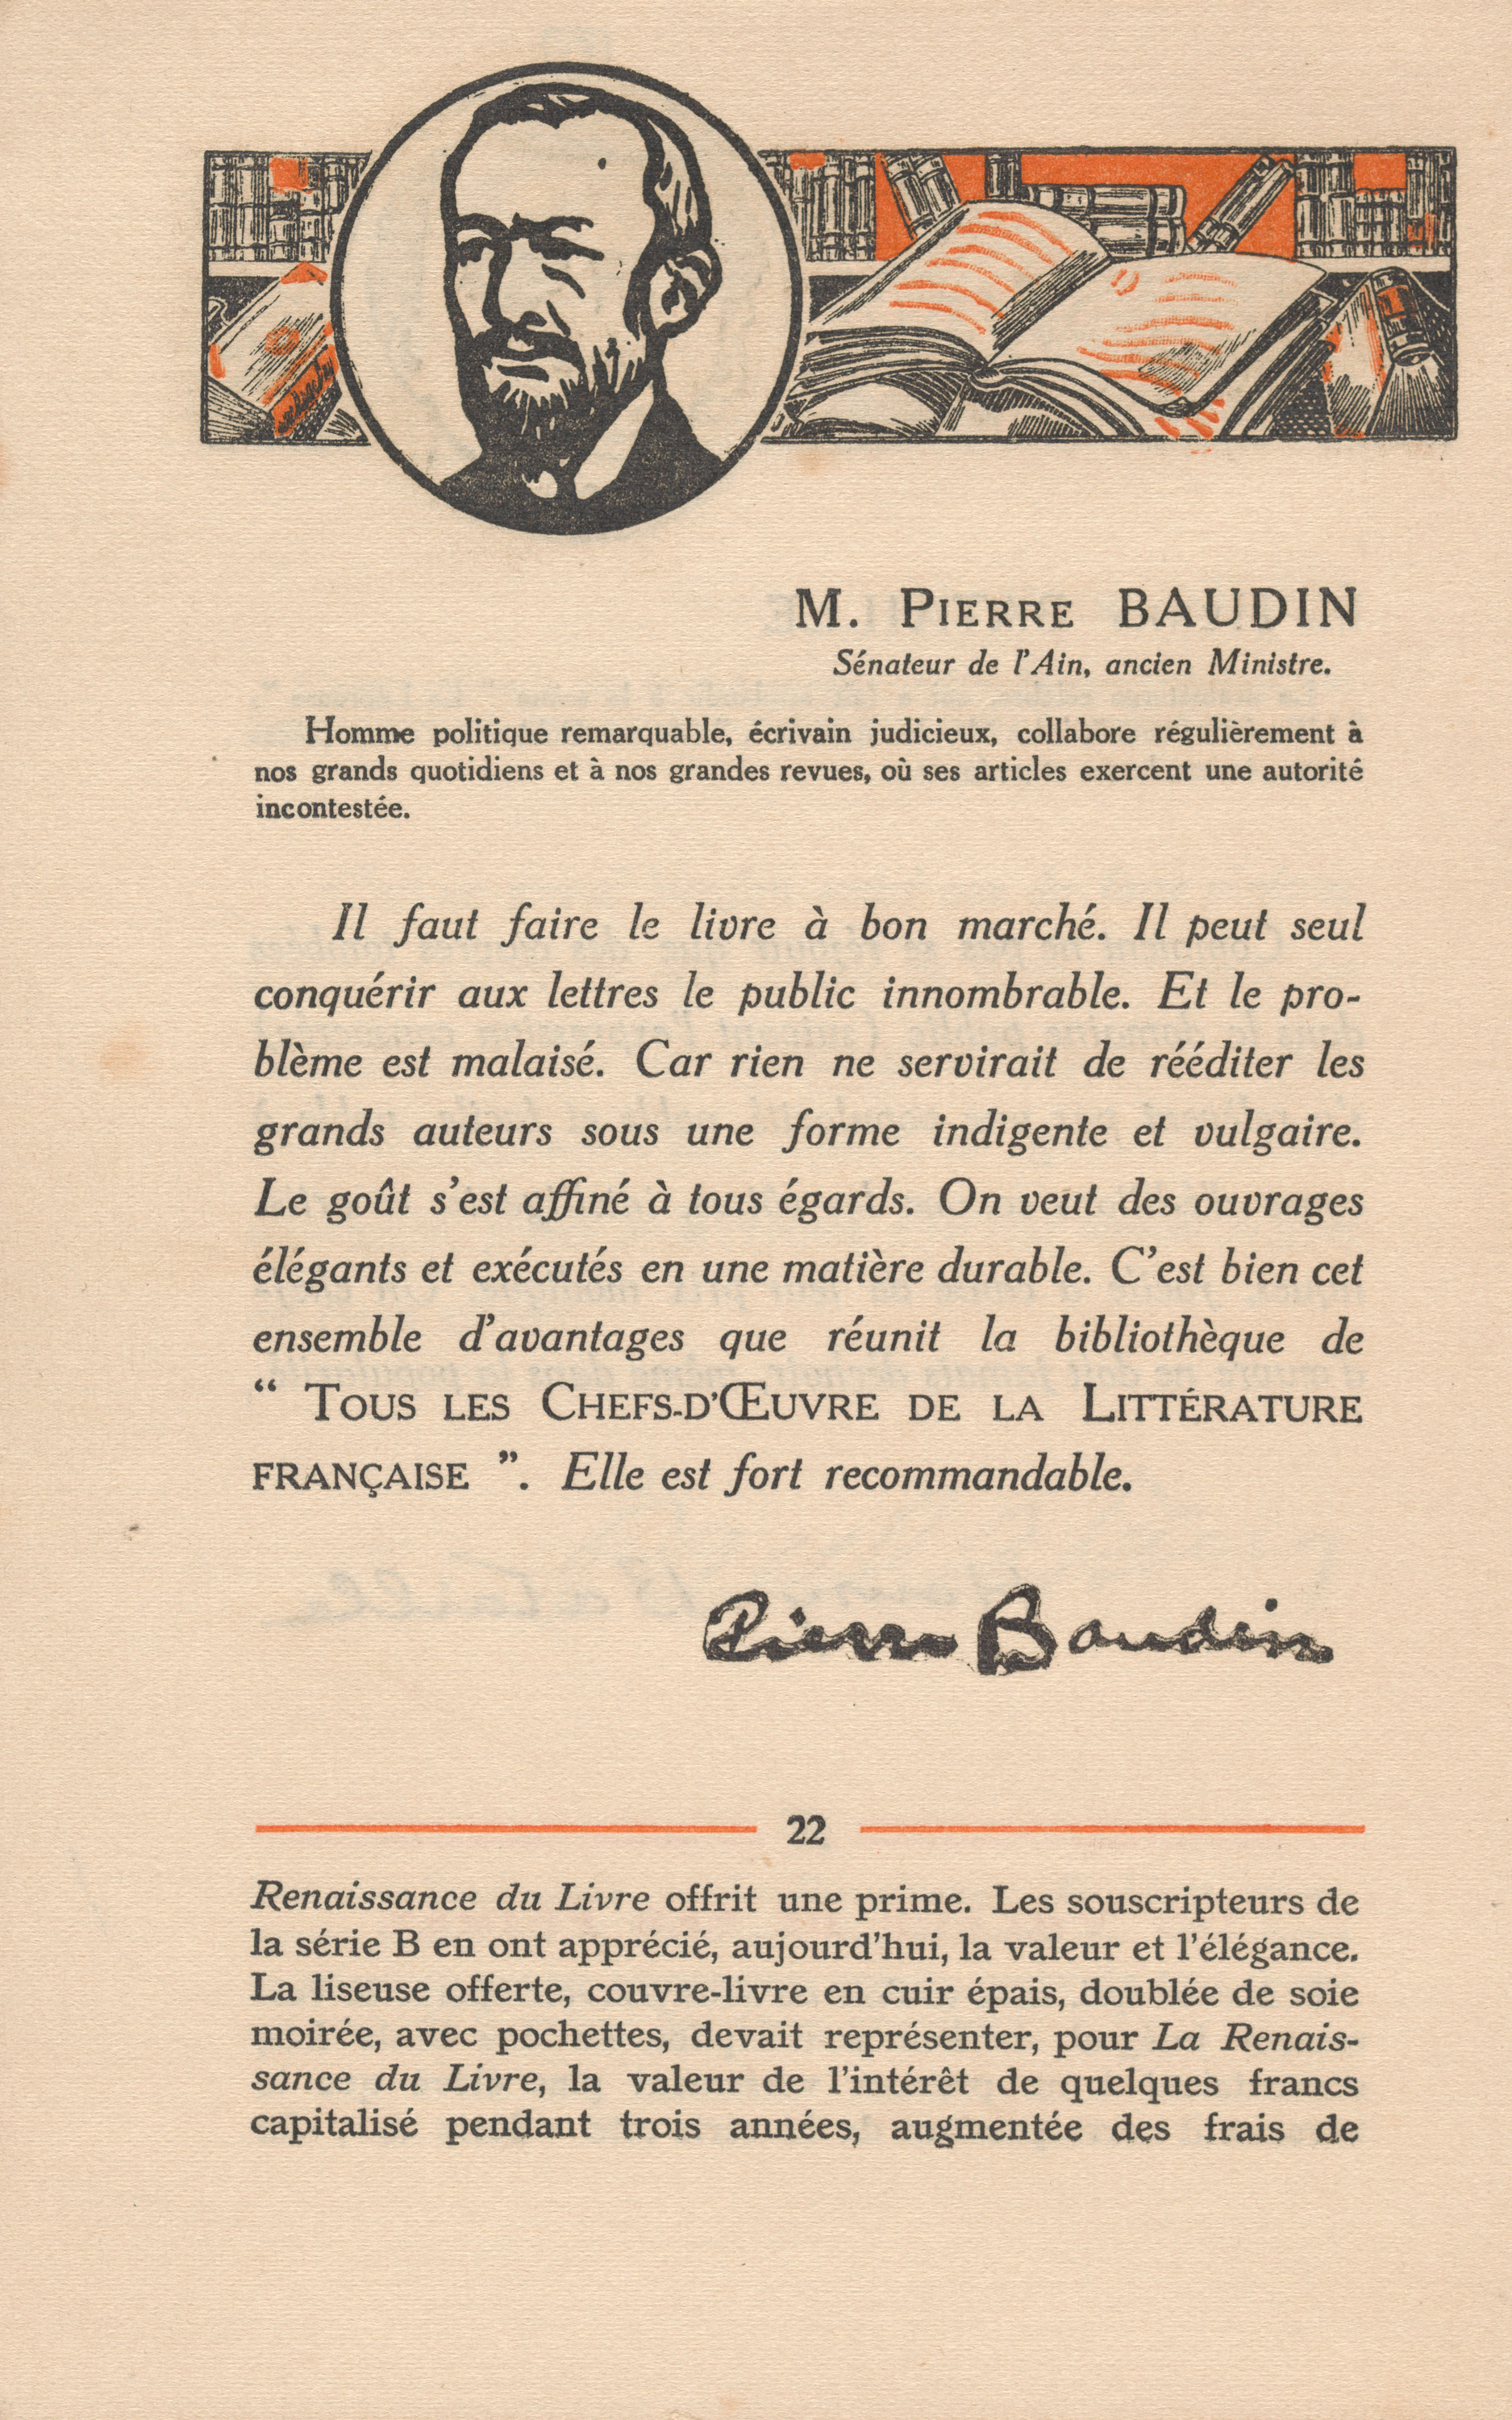 M. PIERRE BAUDIN
Sénateur de l'Ain, ancien Ministre.
Homme politique remarquable, écrivain judicieux, collabore régulièrement à
nos grands quotidiens et à nos grandes revues, où ses articles exercent une autorité
incontestée.
Il faut faire le livre à bon marché. Il peut seul
conquérir aux lettres le public innombrable. Et le pro-
blème est malaisé. Car rien ne servirait de rééditer les
grands auteurs sous une forme indigente et vulgaire.
Le goût s'est affiné à tous égards. On veut des ouvrages
élégants et exécutés en une matière durable. C'est bien cet
ensemble d'avantages que réunit la bibliothèque de
“ TOUS LES CHEFS-D'ŒUVRE DE LA LITTÉRATURE
FRANÇAISE ”. Elle est fort recommandable.
Pierre Baudin
22
Renaissance du Livre offrit une prime. Les souscripteurs de
la série B en ont apprécié, aujourd'hui, la valeur et l'élégance.
La liseuse offerte, couvre-livre en cuir épais, doublée de soie
moirée, avec pochettes, devait représenter, pour La Renais-
sance du Livre, la valeur de l'intérêt de quelques francs
capitalisé pendant trois années, augmentée des frais de